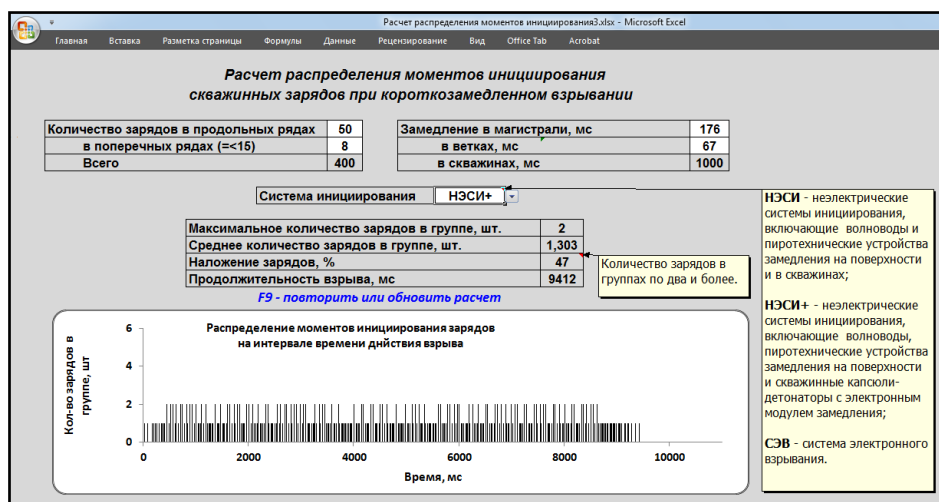 Расчет распределения моментов инициирования3.xlsx - Microsoft Excel
Главная Вставка Разметка страницы Формулы Данные Рецензирование Вид Office Tab Acrobat
Расчет распределения моментов инициирования
скважинных зарядов при короткозамедленном взрывании
Количество зарядов в продольных рядах 50
в поперечных рядах (=<15) 8
Всего 400
Замедление в магистрали, мс 176
в ветках, мс 67
в скважинах, мс 1000
Система инициирования НЭСИ+
Максимальное количество зарядов в группе, шт. 2
Среднее количество зарядов в группе, шт. 1,303
Наложение зарядов, % 47
Продолжительность взрыва, мс 9412
F9 - повторить или обновить расчет
Количество зарядов в
группах по два и более.
НЭСИ - неэлектрические
системы инициирования,
включающие волноводы и
пиротехнические устройства
замедления на поверхности
и в скважинах;
НЭСИ+ - неэлектрические
системы инициирования,
включающие волноводы,
пиротехнические устройства
замедления на поверхности
и скважинные капсюли-
детонаторы с электронным
модулем замедления;
СЭВ - система электронного
взрывания.
Распределение моментов инициирования зарядов
на интервале времени днйствия взрыва
Кол-во зарядов в
группе, шт
6
4
2
0
0 2000 4000 6000 8000 10000
Время, мс